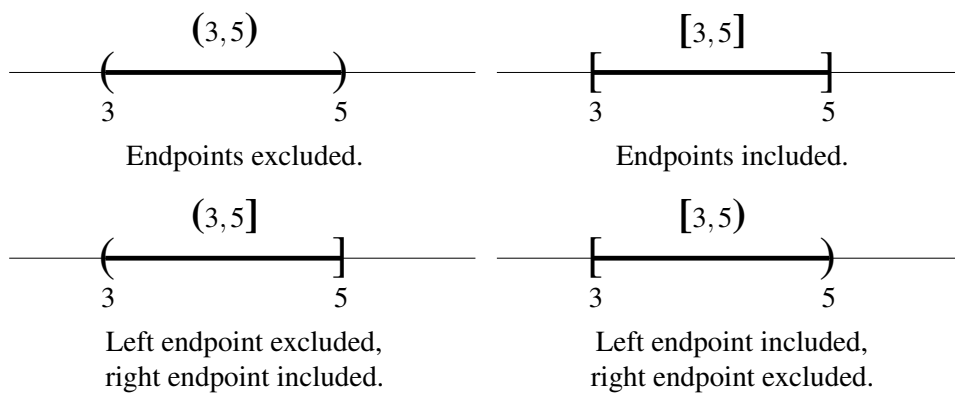 (3,5)
3 5
Endpoints excluded.
[3,5]
3 5
Endpoints included.
(3,5]
3 5
Left endpoint excluded,
right endpoint included.
[3,5)
3 5
Left endpoint included,
right endpoint excluded.